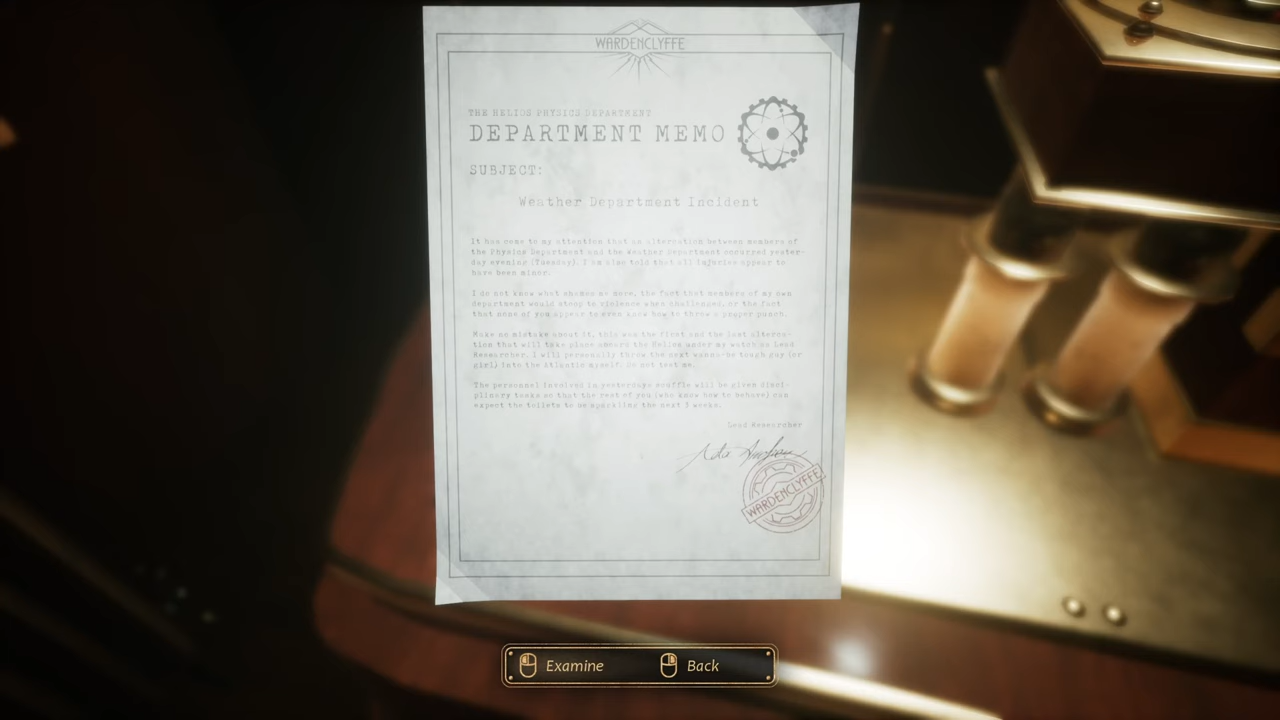 WARDENCLYFFE
THE HELIOS PHYSICS DEPARTMENT
DEPARTMENT MEMO
SUBJECT:
Weather Department Incident
It has come to my attention that an altercation between members of
the Physics Department and the Weather Department occurred yester-
day evening (Tuesday). I am also told that all injuries appear to
have been minor.
I do not know what shames me more, the fact that members of my own
department would stoop to violence when challenged, or the fact
that none of you appear to even know how to throw a proper punch.
Make no mistake about it, this was the first and the last alterca-
tion that will take place aboard the Helios under my watch as Lead
Researcher. I will personally throw the next wanna-be tough guy (or
girl) into the Atlantic myself. Do not test me.
The personnel involved in yesterdays scuffle will be given disci-
plinary tasks so that the rest of you (who know how to behave) can
expect the toilets to be sparkling the next 3 weeks.
Lead Researcher
Ada
WARDENCLYFFE
Examine
Back